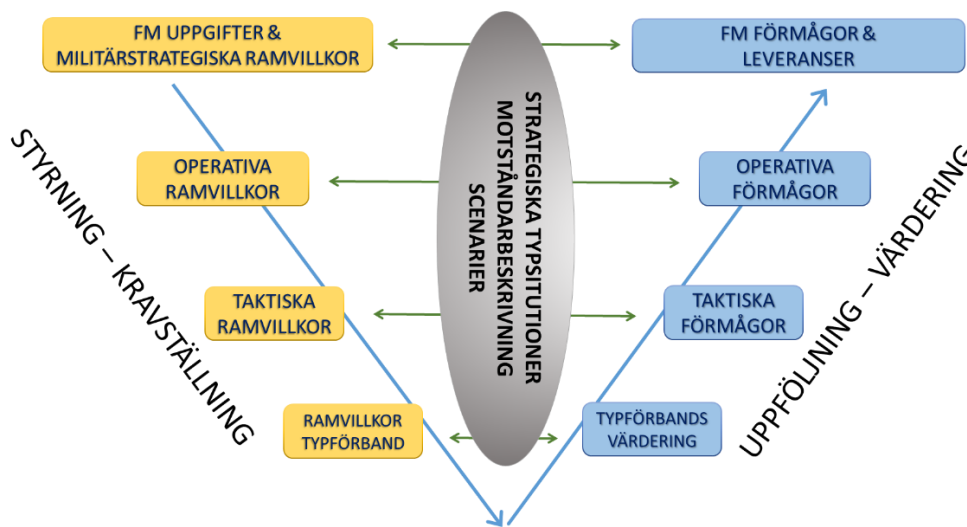 FM UPPGIFTER &
MILITÄRSTRATEGISKA RAMVILLKOR
FM FÖRMÅGOR &
LEVERANSER
OPERATIVA
RAMVILLKOR
OPERATIVA
FÖRMÅGOR
TAKTISKA
RAMVILLKOR
TAKTISKA
FÖRMÅGOR
RAMVILLKOR
TYPFÖRBAND
TYPFÖRBANDS
VÄRDERING
STRATEGISKA TYPSITUTIONER
MOTSTÅNDARBESKRIVNING
SCENARIER
STYRNING – KRAVSTÄLLNING
UPPFÖLJNING – VÄRDERING